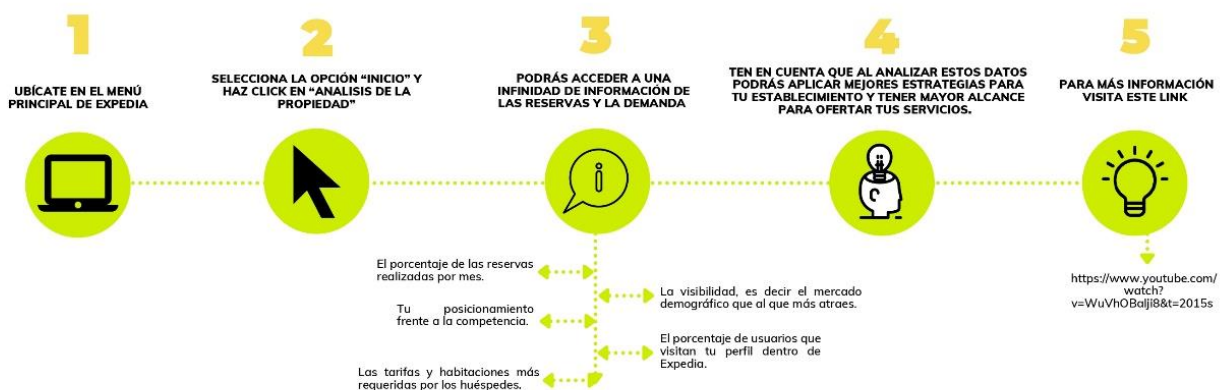 1
UBÍCATE EN EL MENÚ
PRINCIPAL DE EXPEDIA
2
SELECCIONA LA OPCIÓN “INICIO” Y
HAZ CLICK EN “ANALISIS DE LA
PROPIEDAD”
3
PODRÁS ACCEDER A UNA
INFINIDAD DE INFORMACIÓN DE
LAS RESERVAS Y LA DEMANDA
4
TEN EN CUENTA QUE AL ANALIZAR ESTOS DATOS
PODRÁS APLICAR MEJORES ESTRATEGIAS PARA
TU ESTABLECIMIENTO Y TENER MAYOR ALCANCE
PARA OFERTAR TUS SERVICIOS.
5
PARA MÁS INFORMACIÓN
VISITA ESTE LINK
i
El porcentaje de las reservas
realizadas por mes.
La visibilidad, es decir el mercado
demográfico que al que más atraes.
Tu posicionamiento
frente a la competencia.
El porcentaje de usuarios que
visitan tu perfil dentro de
Expedia.
Las tarifas y habitaciones más
requeridas por los huéspedes.
https://www.youtube.com/
watch?
v=WuVhOBalji8&t=2015s